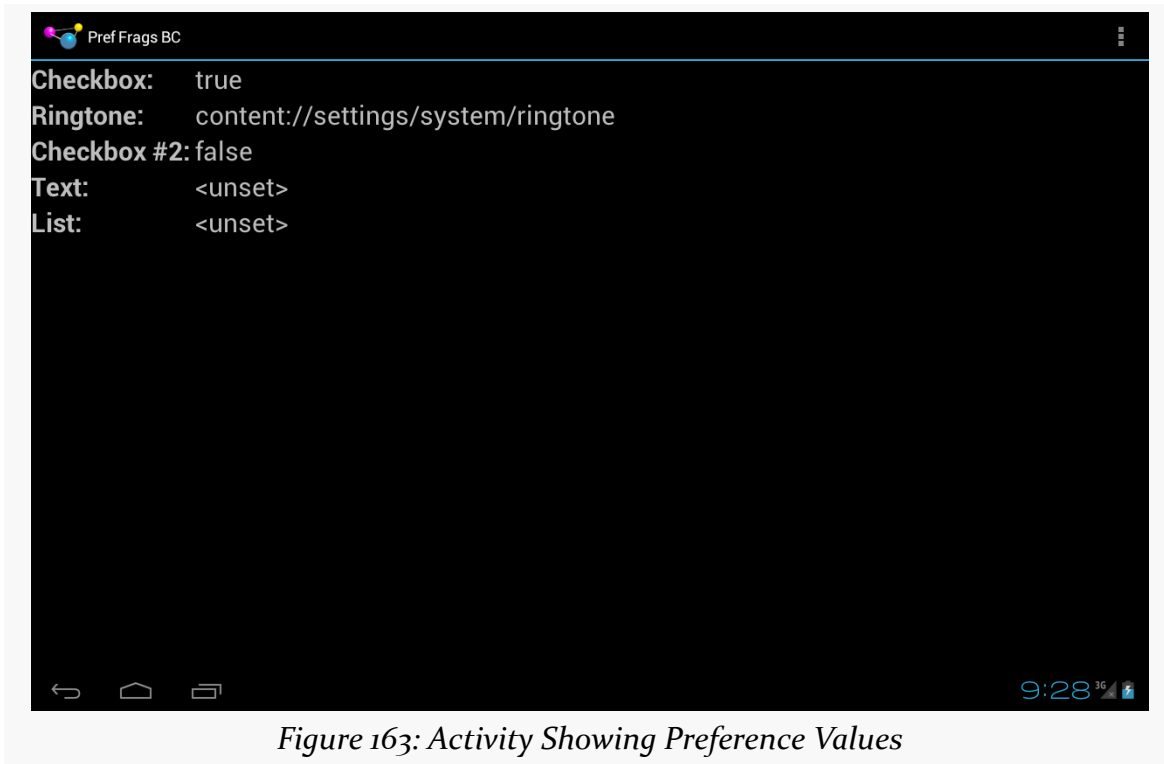 Pref Frags BC
Checkbox: true
Ringtone: content://settings/system/ringtone
Checkbox #2: false
Text: <unset>
List: <unset>
9:28 3G
Figure 163: Activity Showing Preference Values